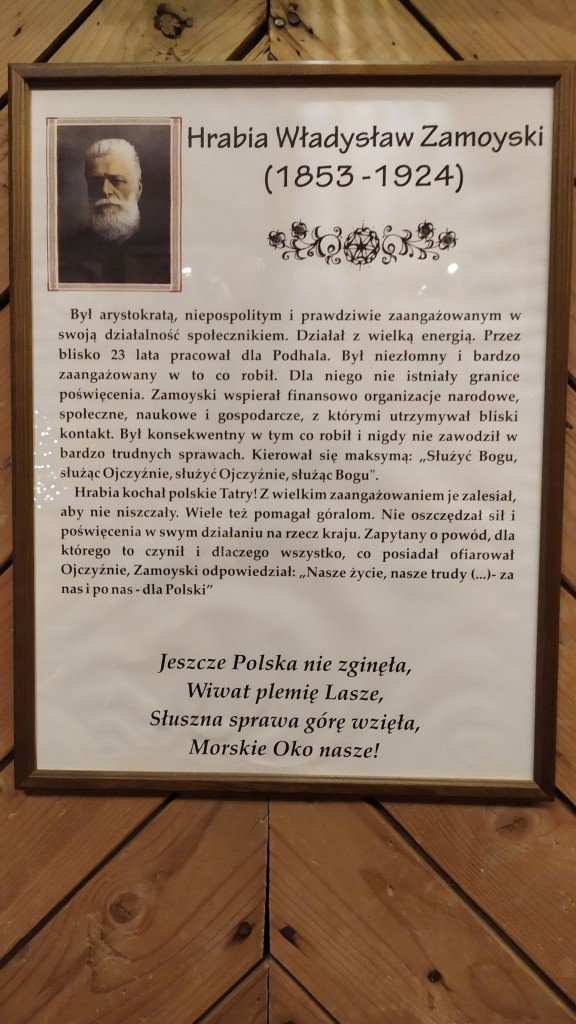 Hrabia Władysław Zamoyski
(1853 -1924)
Był arystokratą, niepospolitym i prawdziwie zaangażowanym w
swoją działalność społecznikiem. Działał z wielką energią. Przez
blisko 23 lata pracował dla Podhala. Był niezłomny i bardzo
zaangażowany w to co robił. Dla niego nie istniały granice
poświęcenia. Zamoyski wspierał finansowo organizacje narodowe,
społeczne, naukowe i gospodarcze, z którymi utrzymywał bliski
kontakt. Był konsekwentny w tym co robił i nigdy nie zawodził w
bardzo trudnych sprawach. Kierował się maksymą: „Służyć Bogu,
służąc Ojczyźnie, służyć Ojczyźnie, służąc Bogu".
Hrabia kochał polskie Tatry! Z wielkim zaangażowaniem je zalesiał,
aby nie niszczały. Wiele też pomagał góralom. Nie oszczędzał sił i
poświęcenia w swym działaniu na rzecz kraju. Zapytany o powód, dla
którego to czynił i dlaczego wszystko, co posiadał ofiarował
Ojczyźnie, Zamoyski odpowiedział: „Nasze życie, nasze trudy (...)- za
nas i po nas - dla Polski”
Jeszcze Polska nie zginęła,
Wiwat plemię Lasze,
Słuszna sprawa górę wzięła,
Morskie Oko nasze!